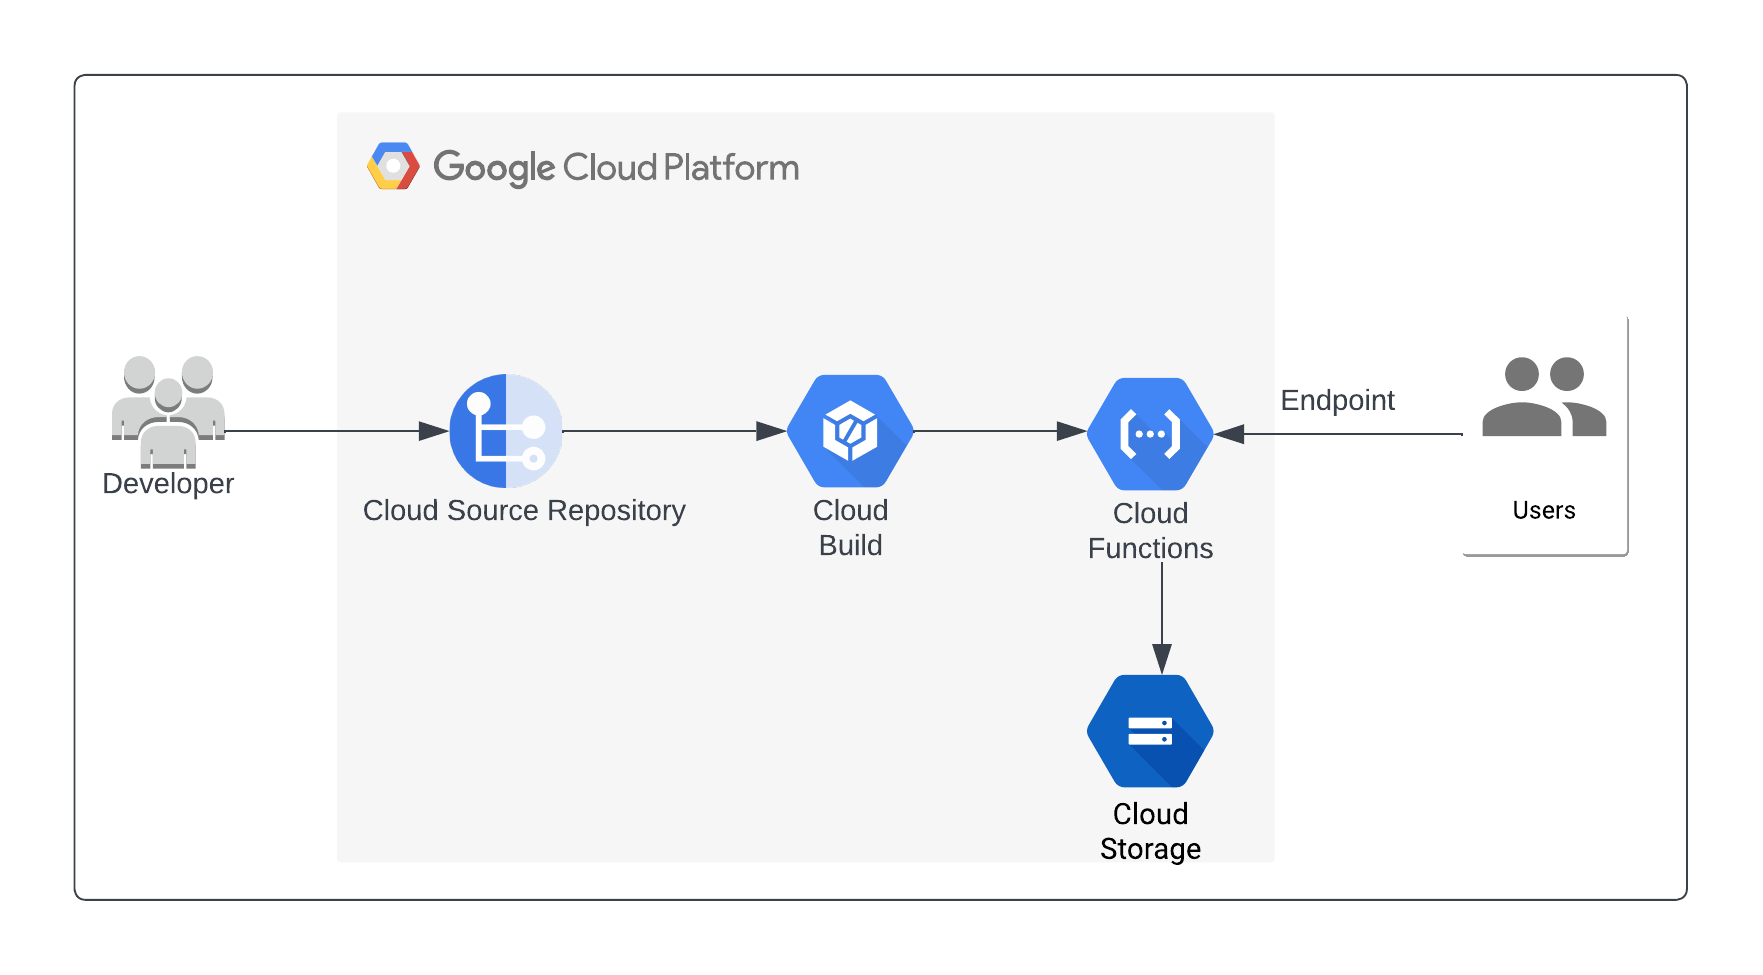 Google Cloud Platform
Developer
Cloud Source Repository
Cloud
Build
Cloud
Functions
Endpoint
Users
Cloud
Storage